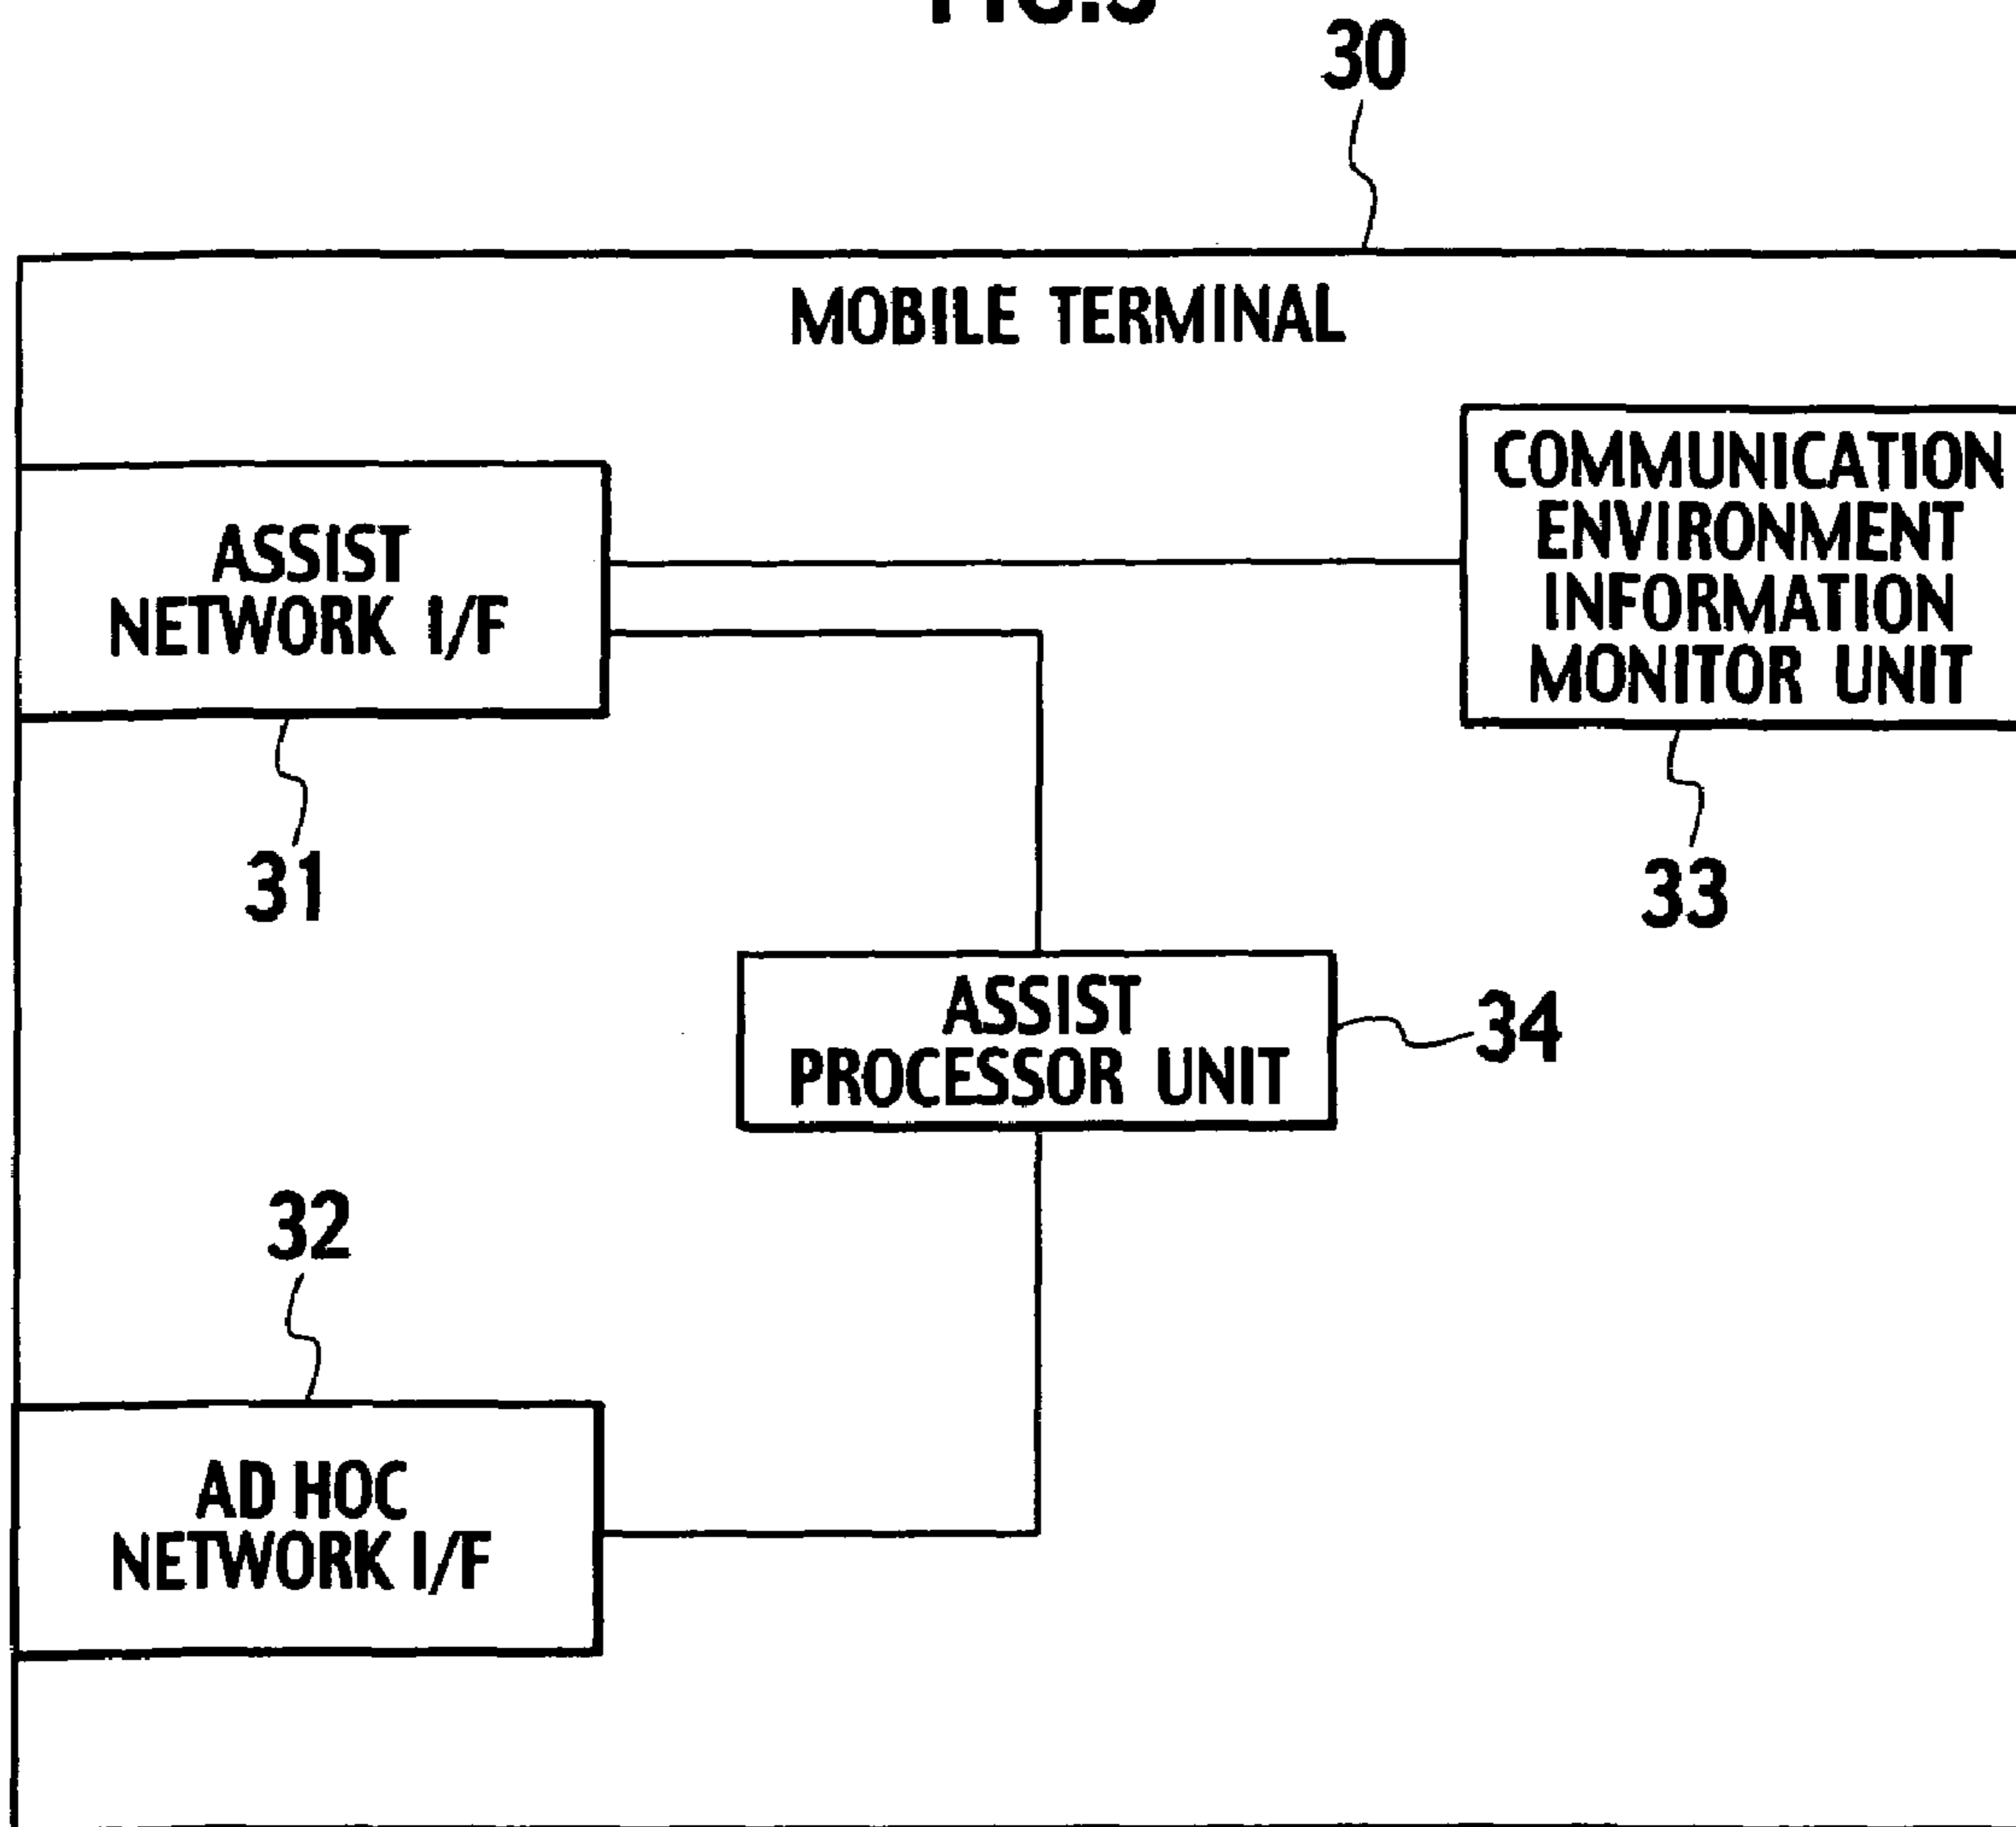 30
MOBILE TERMINAL
COMMUNICATION
ENVIRONMENT
INFORMATION
MONITOR UNIT
ASSIST
NETWORK I/F
31
33
ASSIST
PROCESSOR UNIT
34
32
AD HOC
NETWORK I/F